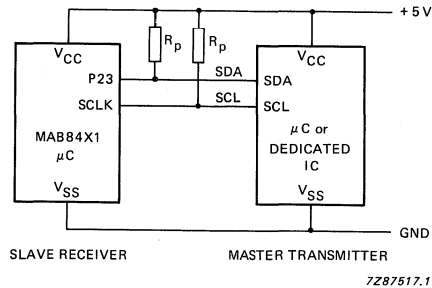 +5V
VCC
Rp
Rp
VCC
P23
SDA
SDA
SCLK
SCL
SCL
MAB84X1
μC
μC or
DEDICATED
IC
VSS
VSS
GND
SLAVE RECEIVER
MASTER TRANSMITTER
7Z87517.1